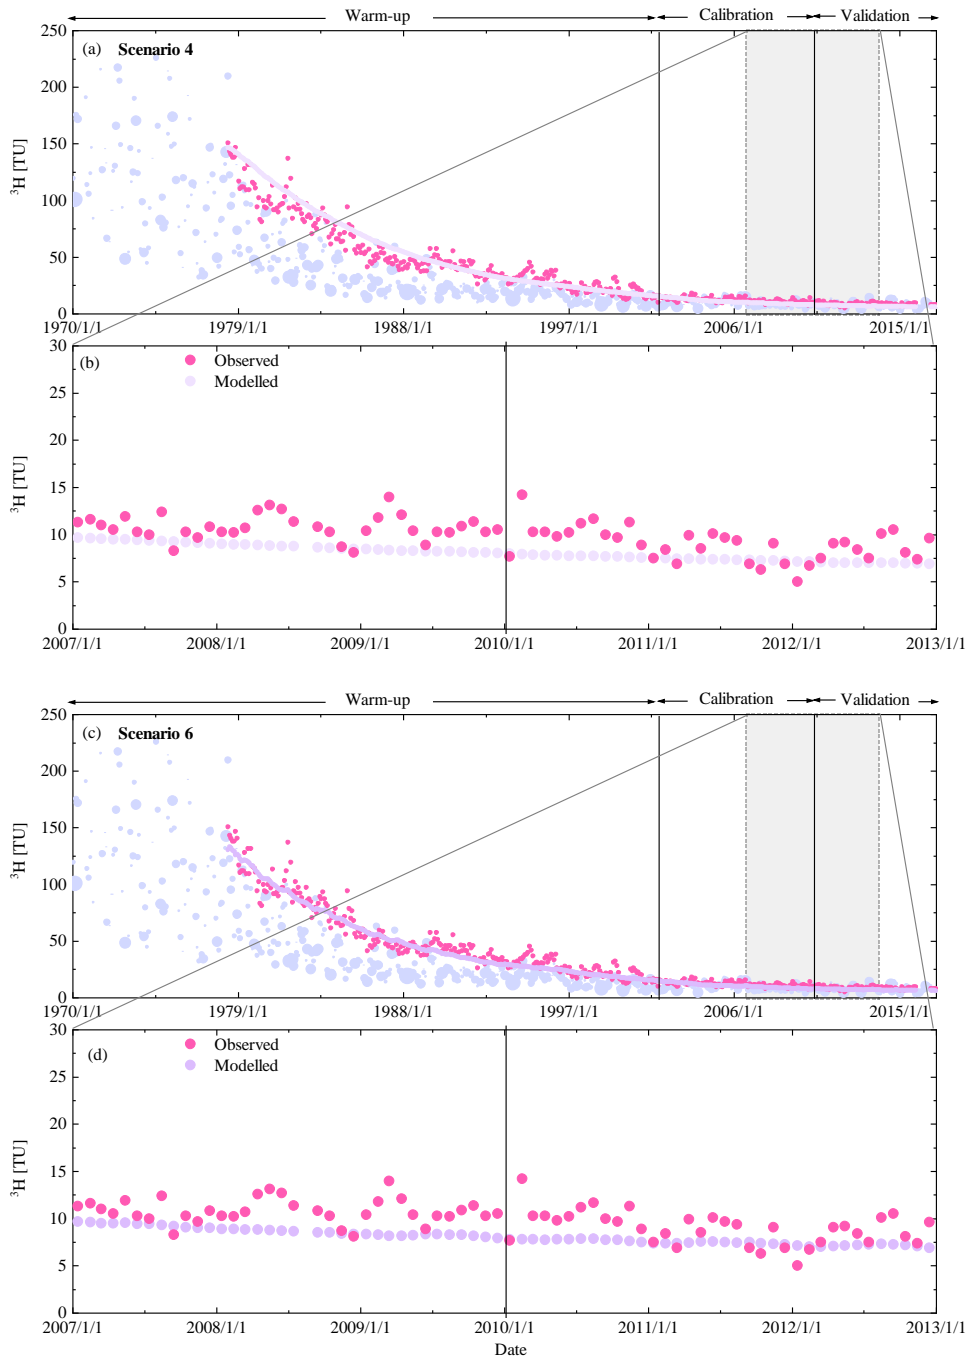 Warm-up Calibration Validation
250
(a) Scenario 4
200
150
³H [TU]
100
50
0
1970/1/1 1979/1/1 1988/1/1 1997/1/1 2006/1/1 2015/1/1
30
(b) Observed
Modelled
25
20
³H [TU]
15
10
5
0
2007/1/1 2008/1/1 2009/1/1 2010/1/1 2011/1/1 2012/1/1 2013/1/1
Warm-up Calibration Validation
250
(c) Scenario 6
200
150
³H [TU]
100
50
0
1970/1/1 1979/1/1 1988/1/1 1997/1/1 2006/1/1 2015/1/1
30
Observed
(d) Modelled
25
20
³H [TU]
15
10
5
0
2007/1/1 2008/1/1 2009/1/1 2010/1/1 2011/1/1 2012/1/1 2013/1/1
Date